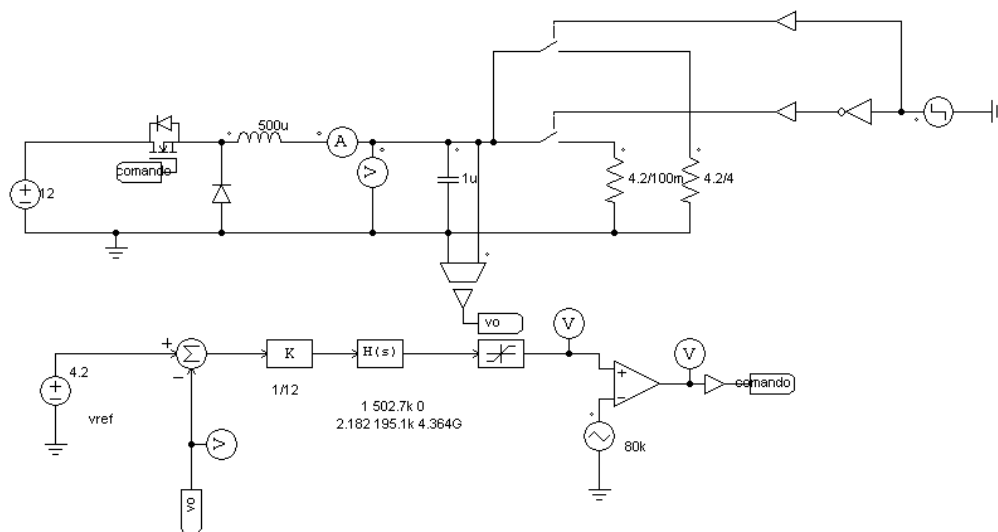 500u
A
comando
12
V
1u
4.2/100m
4.2/4
vo
V
V
4.2
+
Σ
−
K
H(s)
+
−
comando
1/12
1 502.7k 0
2.182 195.1k 4.364G
vref
V
80k
vo